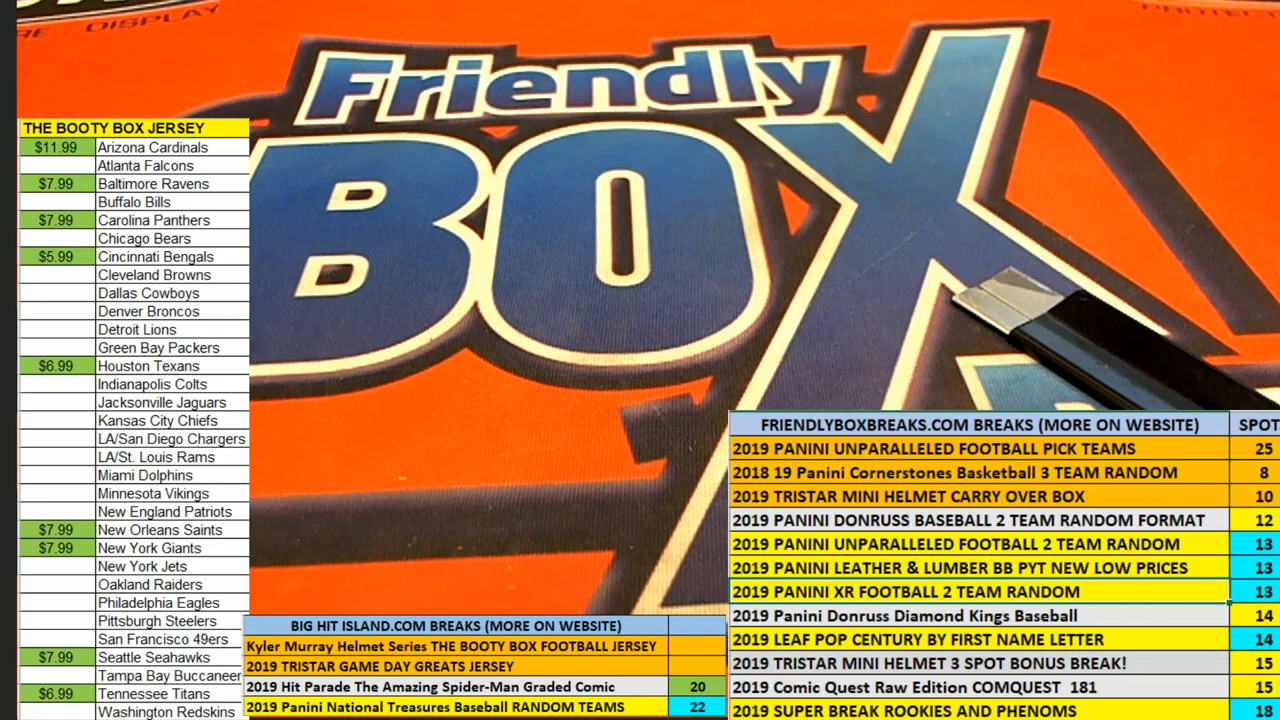 DISPLAY
Friendly
BOX
THE BOOTY BOX JERSEY
$11.99 Arizona Cardinals
Atlanta Falcons
$7.99 Baltimore Ravens
Buffalo Bills
$7.99 Carolina Panthers
Chicago Bears
$5.99 Cincinnati Bengals
Cleveland Browns
Dallas Cowboys
Denver Broncos
Detroit Lions
Green Bay Packers
$6.99 Houston Texans
Indianapolis Colts
Jacksonville Jaguars
Kansas City Chiefs
LA/San Diego Chargers
LA/St. Louis Rams
Miami Dolphins
Minnesota Vikings
New England Patriots
$7.99 New Orleans Saints
$7.99 New York Giants
New York Jets
Oakland Raiders
Philadelphia Eagles
Pittsburgh Steelers
San Francisco 49ers
$7.99 Seattle Seahawks
Tampa Bay Buccaneer
$6.99 Tennessee Titans
Washington Redskins
BIG HIT ISLAND.COM BREAKS (MORE ON WEBSITE)
Kyler Murray Helmet Series THE BOOTY BOX FOOTBALL JERSEY
2019 TRISTAR GAME DAY GREATS JERSEY
2019 Hit Parade The Amazing Spider-Man Graded Comic 20
2019 Panini National Treasures Baseball RANDOM TEAMS 22
FRIENDLYBOXBREAKS.COM BREAKS (MORE ON WEBSITE) SPOT
2019 PANINI UNPARALLELED FOOTBALL PICK TEAMS 25
2018 19 Panini Cornerstones Basketball 3 TEAM RANDOM 8
2019 TRISTAR MINI HELMET CARRY OVER BOX 10
2019 PANINI DONRUSS BASEBALL 2 TEAM RANDOM FORMAT 12
2019 PANINI UNPARALLELED FOOTBALL 2 TEAM RANDOM 13
2019 PANINI LEATHER & LUMBER BB PYT NEW LOW PRICES 13
2019 PANINI XR FOOTBALL 2 TEAM RANDOM 13
2019 Panini Donruss Diamond Kings Baseball 14
2019 LEAF POP CENTURY BY FIRST NAME LETTER 14
2019 TRISTAR MINI HELMET 3 SPOT BONUS BREAK! 15
2019 Comic Quest Raw Edition COMQUEST 181 15
2019 SUPER BREAK ROOKIES AND PHENOMS 18